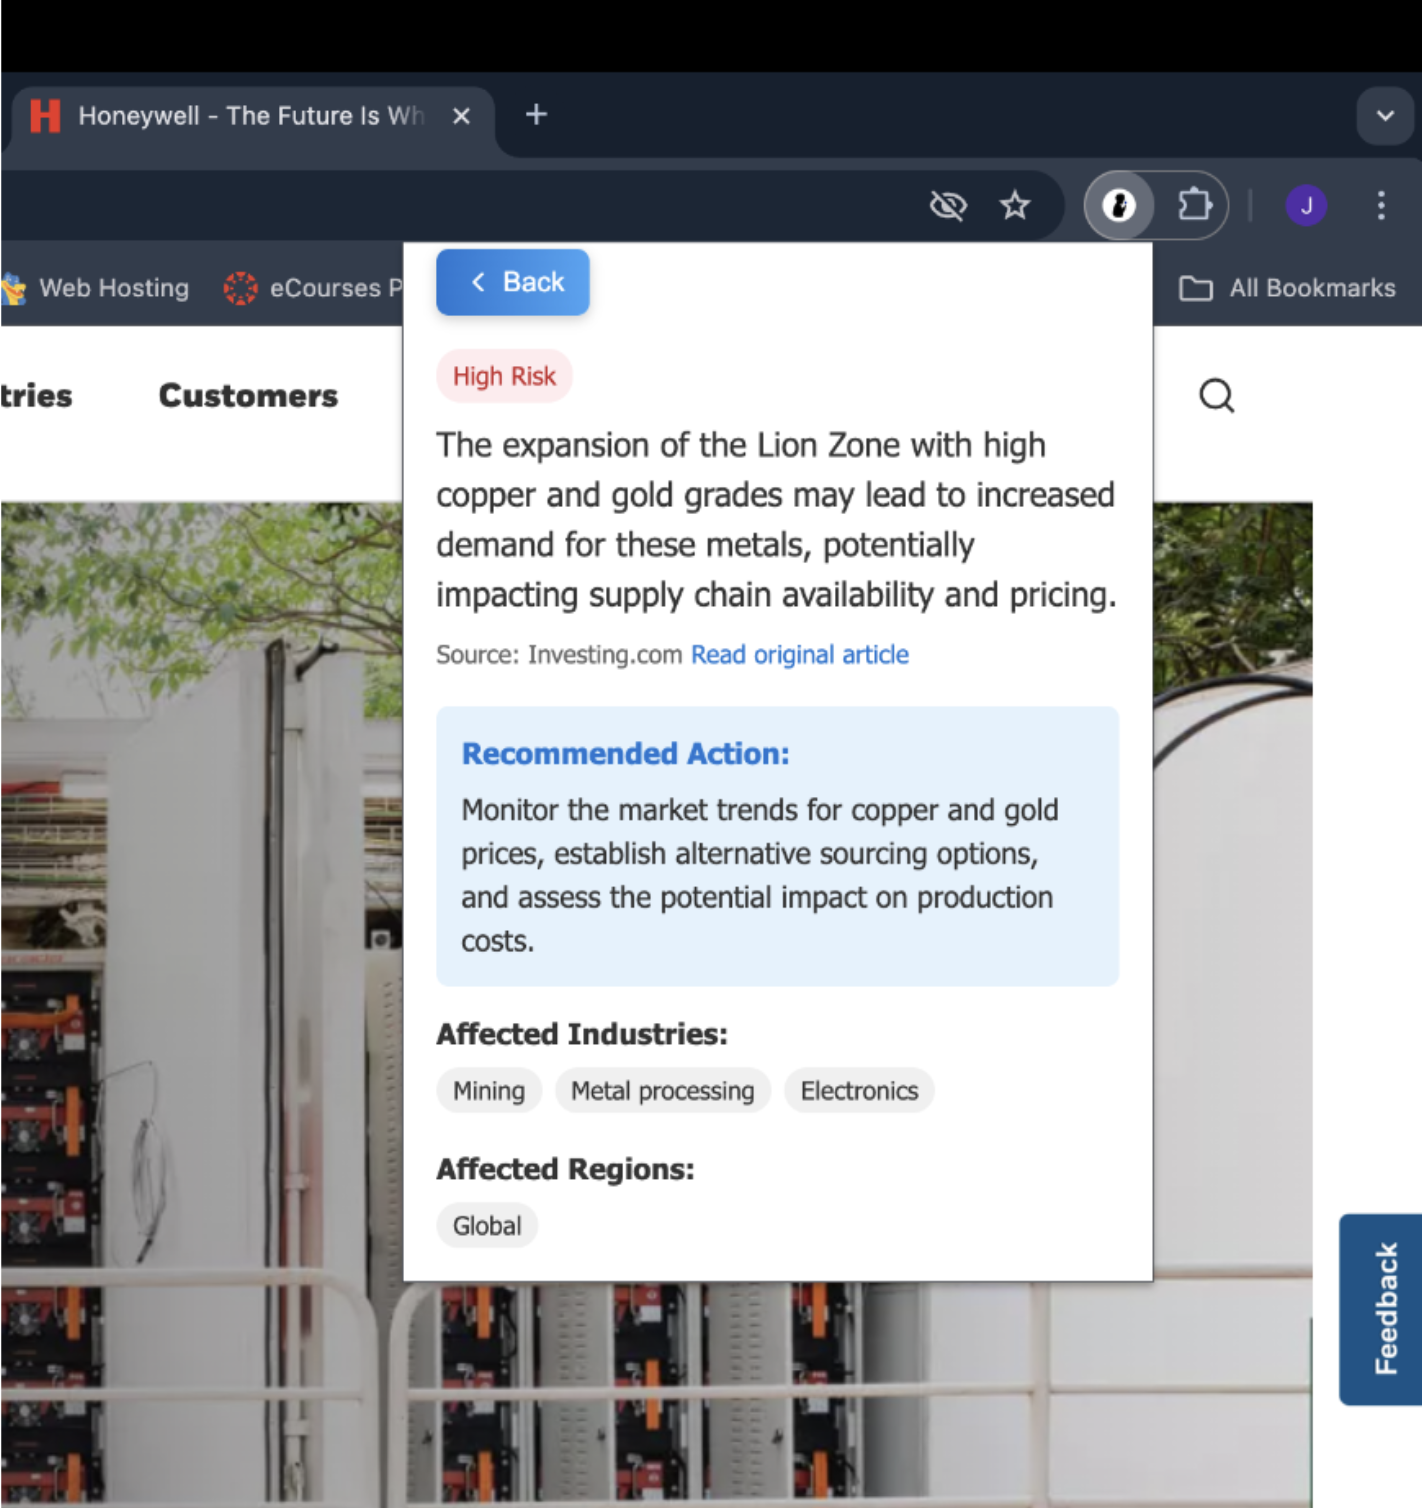 Honeywell - The Future Is Wh
J
Web Hosting
eCourses P
All Bookmarks
tries
Customers
Back
High Risk
The expansion of the Lion Zone with high
copper and gold grades may lead to increased
demand for these metals, potentially
impacting supply chain availability and pricing.
Source: Investing.com Read original article
Recommended Action:
Monitor the market trends for copper and gold
prices, establish alternative sourcing options,
and assess the potential impact on production
costs.
Affected Industries:
Mining
Metal processing
Electronics
Affected Regions:
Global
Feedback